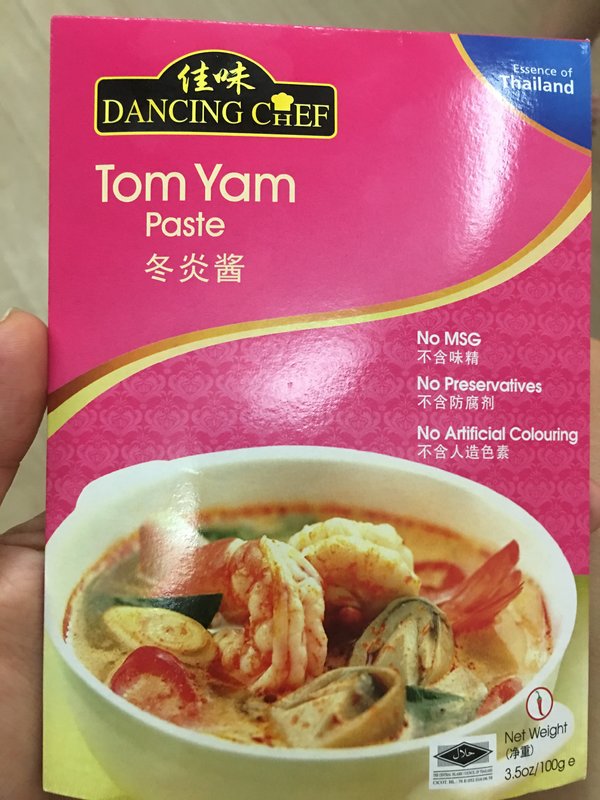 佳味
DANCING CHEF
Essence of
Thailand
Tom Yam
Paste
冬炎酱
No MSG
不含味精
No Preservatives
不含防腐剂
No Artificial Colouring
不含人造色素
Net Weight
(净重)
3.5oz/100g e
حلال